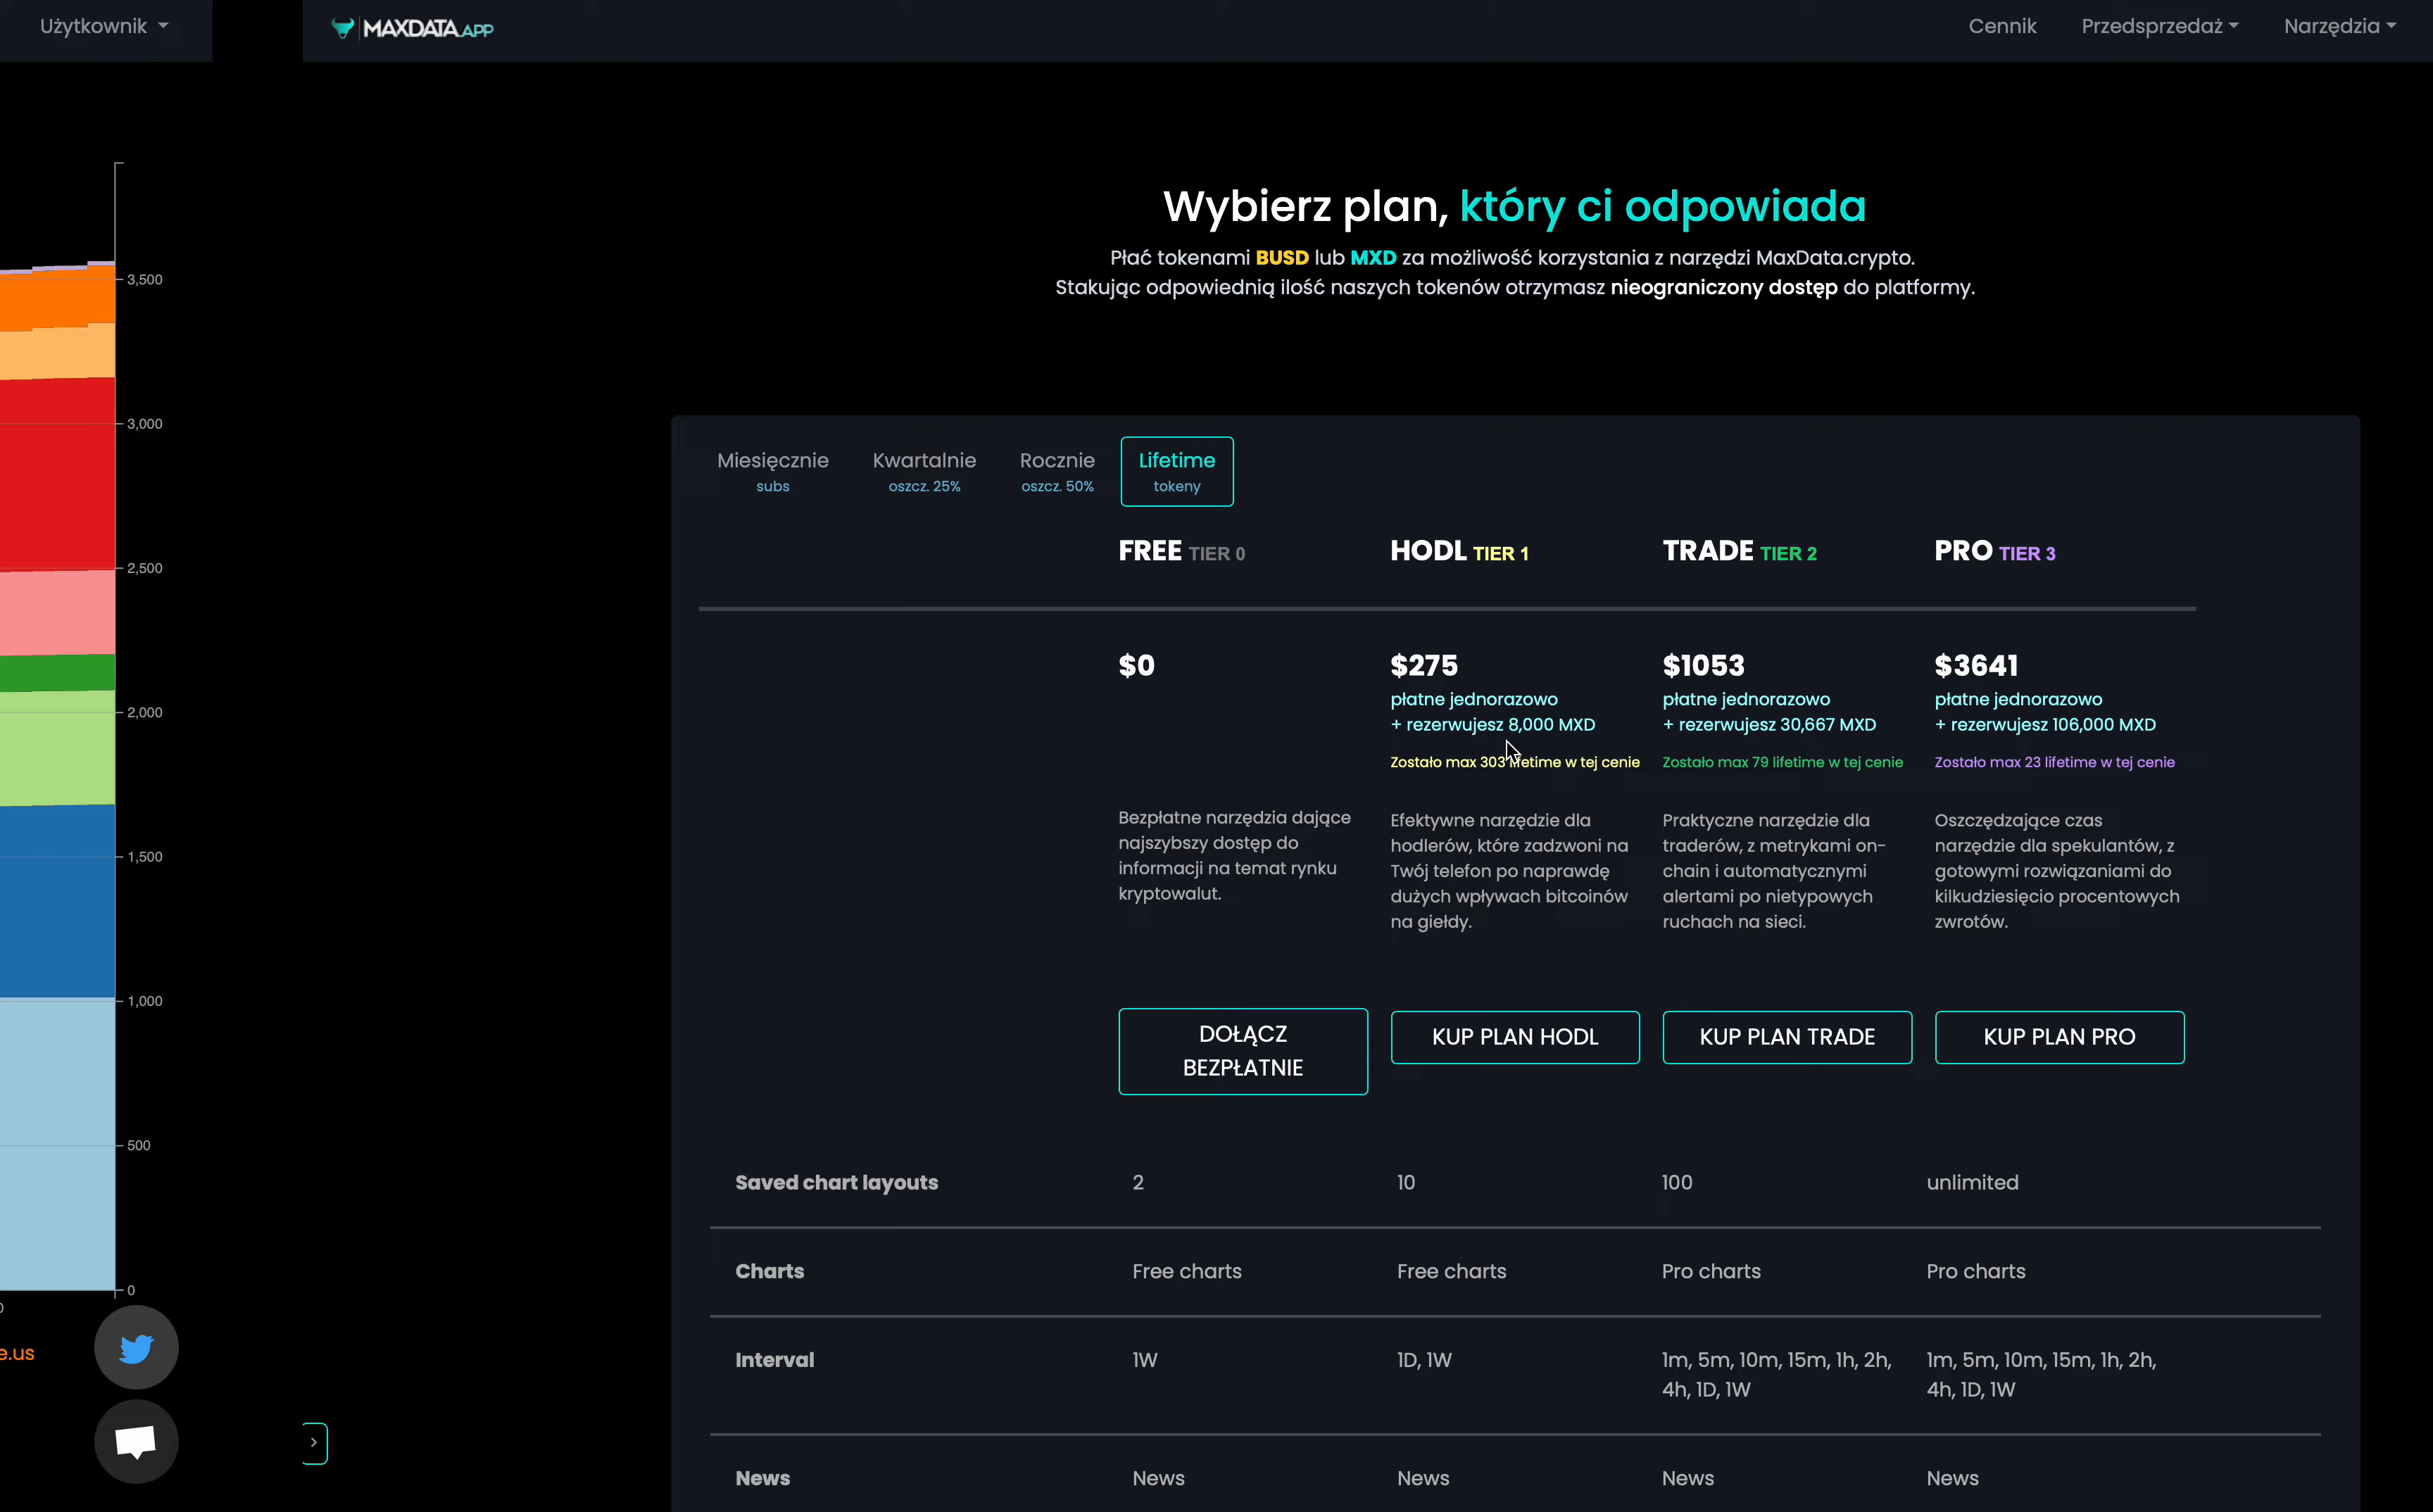 Użytkownik
3,500
3,000
2,500
2,000
1,500
1,000
500
0
e.us
MAXDATA.APP
Cennik
Przedsprzedaż
Narzędzia
Wybierz plan, który ci odpowiada
Płać tokenami BUSD lub MXD za możliwość korzystania z narzędzi MaxData.crypto.
Stakując odpowiednią ilość naszych tokenów otrzymasz nieograniczony dostęp do platformy.
Miesięcznie
subs
Kwartalnie
oszcz. 25%
Rocznie
oszcz. 50%
Lifetime
tokeny
FREE TIER 0
HODL TIER 1
TRADE TIER 2
PRO TIER 3
$0
$275
płatne jednorazowo
+ rezerwujesz 8,000 MXD
Zostało max 303 lifetime w tej cenie
$1053
płatne jednorazowo
+ rezerwujesz 30,667 MXD
Zostało max 79 lifetime w tej cenie
$3641
płatne jednorazowo
+ rezerwujesz 106,000 MXD
Zostało max 23 lifetime w tej cenie
Bezpłatne narzędzia dające
najszybszy dostęp do
informacji na temat rynku
kryptowalut.
Efektywne narzędzie dla
hodlerów, które zadzwoni na
Twój telefon po naprawdę
dużych wpływach bitcoinów
na giełdy.
Praktyczne narzędzie dla
traderów, z metrykami on-
chain i automatycznymi
alertami po nietypowych
ruchach na sieci.
Oszczędzające czas
narzędzie dla spekulantów, z
gotowymi rozwiązaniami do
kilkudziesięcio procentowych
zwrotów.
DOŁĄCZ
BEZPŁATNIE
KUP PLAN HODL
KUP PLAN TRADE
KUP PLAN PRO
Saved chart layouts 2 10 100 unlimited
Charts Free charts Free charts Pro charts Pro charts
Interval 1W 1D, 1W 1m, 5m, 10m, 15m, 1h, 2h, 1m, 5m, 10m, 15m, 1h, 2h,
4h, 1D, 1W 4h, 1D, 1W
News News News News News